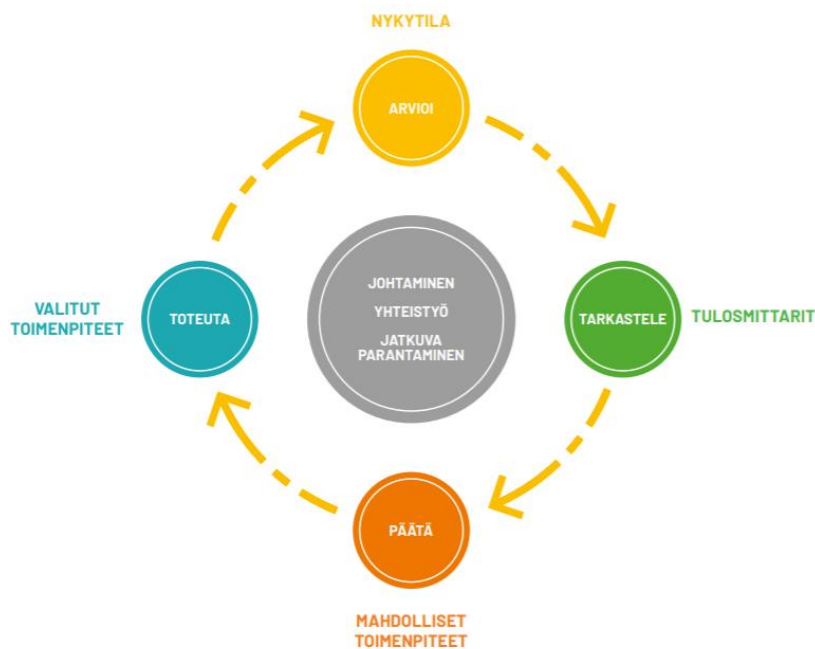 NYKYTILA
ARVIOI
JOHTAMINEN
YHTEISTYÖ
JATKUVA
PARANTAMINEN
VALITUT
TOIMENPITEET
TOTEUTA
TARKASTELE
TULOSMITTARIT
PÄÄTÄ
MAHDOLLISET
TOIMENPITEET